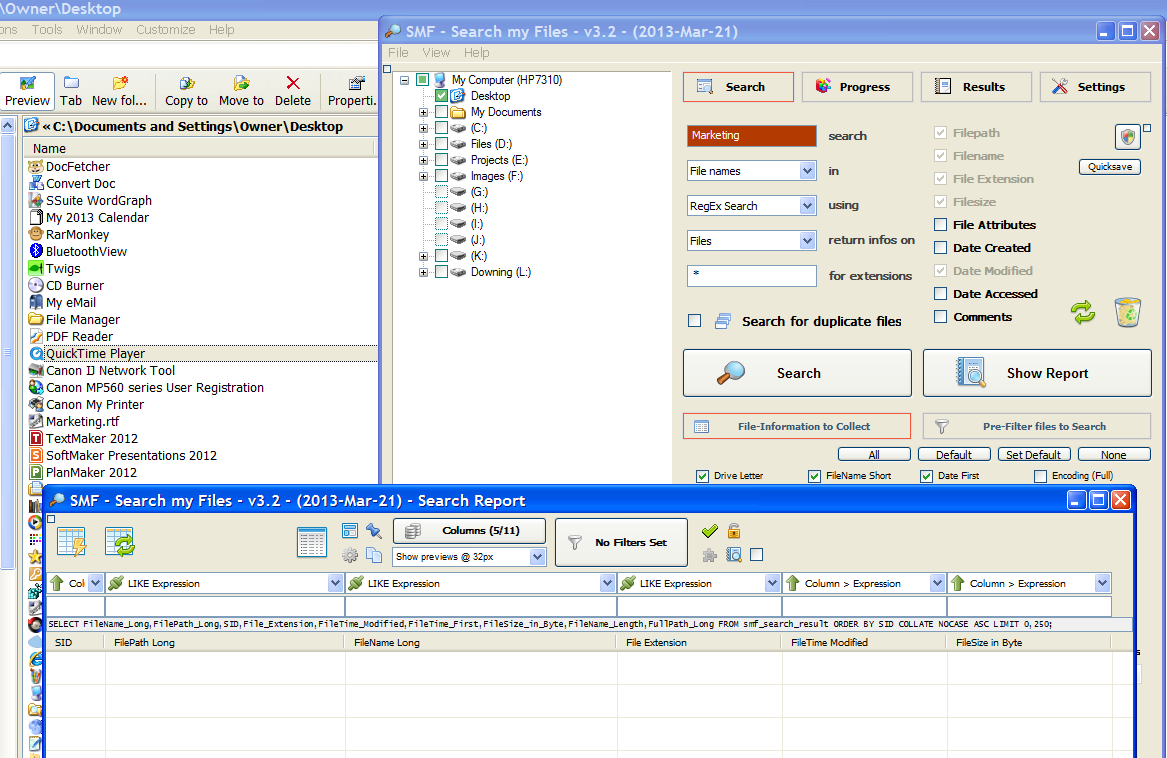 \Owner\Desktop
ons Tools Window Customize Help
Preview Tab New fol... Copy to Move to Delete Properti.
«C:\Documents and Settings\Owner\Desktop
Name
DocFetcher
Convert Doc
SSuite WordGraph
My 2013 Calendar
RarMonkey
BluetoothView
Twigs
CD Burner
My eMail
File Manager
PDF Reader
QuickTime Player
Canon IJ Network Tool
Canon MP560 series User Registration
Canon My Printer
Marketing.rtf
TextMaker 2012
SoftMaker Presentations 2012
PlanMaker 2012
SMF - Search my Files - v3.2 - (2013-Mar-21)
File View Help
My Computer (HP7310)
Desktop
My Documents
(C:)
Files (D:)
Projects (E:)
Images (F:)
(G:)
(H:)
(I:)
(J:)
(K:)
Downing (L:)
Search Progress Results Settings
Marketing search
File names in
RegEx Search using
Files return infos on
* for extensions
Search for duplicate files
Filepath
Filename
File Extension
Filesize
File Attributes
Date Created
Date Modified
Date Accessed
Comments
Quicksave
Search Show Report
File-Information to Collect Pre-Filter files to Search
All Default Set Default None
Drive Letter FileName Short Date First Encoding (Full)
SMF - Search my Files - v3.2 - (2013-Mar-21) - Search Report
Columns (5/11)
Show previews @ 32px
No Filters Set
Col LIKE Expression LIKE Expression LIKE Expression Column > Expression Column > Expression
SELECT FileName_Long,FilePath_Long,SID,File_Extension,FileTime_Modified,FileTime_First,FileSize_in_Byte,FileName_Length,FullPath_Long FROM smf_search_result ORDER BY SID COLLATE NOCASE ASC LIMIT 0,250;
SID FilePath Long FileName Long File Extension FileTime Modified FileSize in Byte